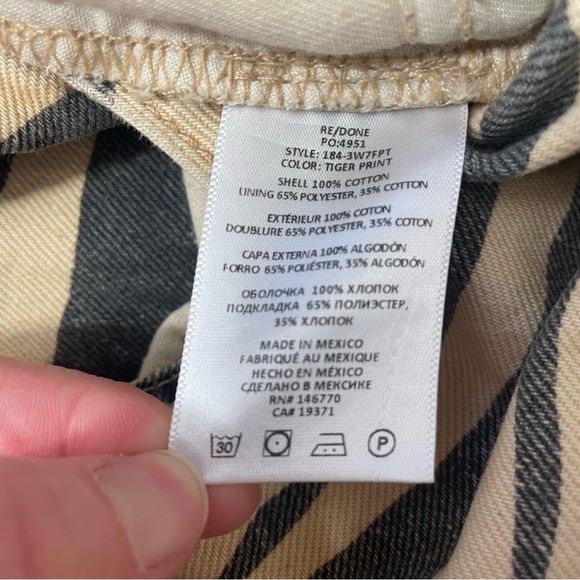 RE/DONE
PO:4951
STYLE: 184-3W7FPT
COLOR: TIGER PRINT
SHELL 100% COTTON
LINING 65% POLYESTER, 35% COTTON
EXTÉRIEUR 100% COTON
DOUBLURE 65% POLYESTER, 35% COTON
CAPA EXTERNA 100% ALGODÓN
FORRO 65% POLIÉSTER, 35% ALGODÓN
ОБОЛОЧКА 100% ХЛОПОК
ПОДКЛАДКА 65% ПОЛИЭСТЕР,
35% ХЛОПОК
MADE IN MEXICO
FABRIQUÉ AU MEXIQUE
HECHO EN MÉXICO
СДЕЛАНО В МЕКСИКЕ
RN# 146770
CA# 19371
30 P